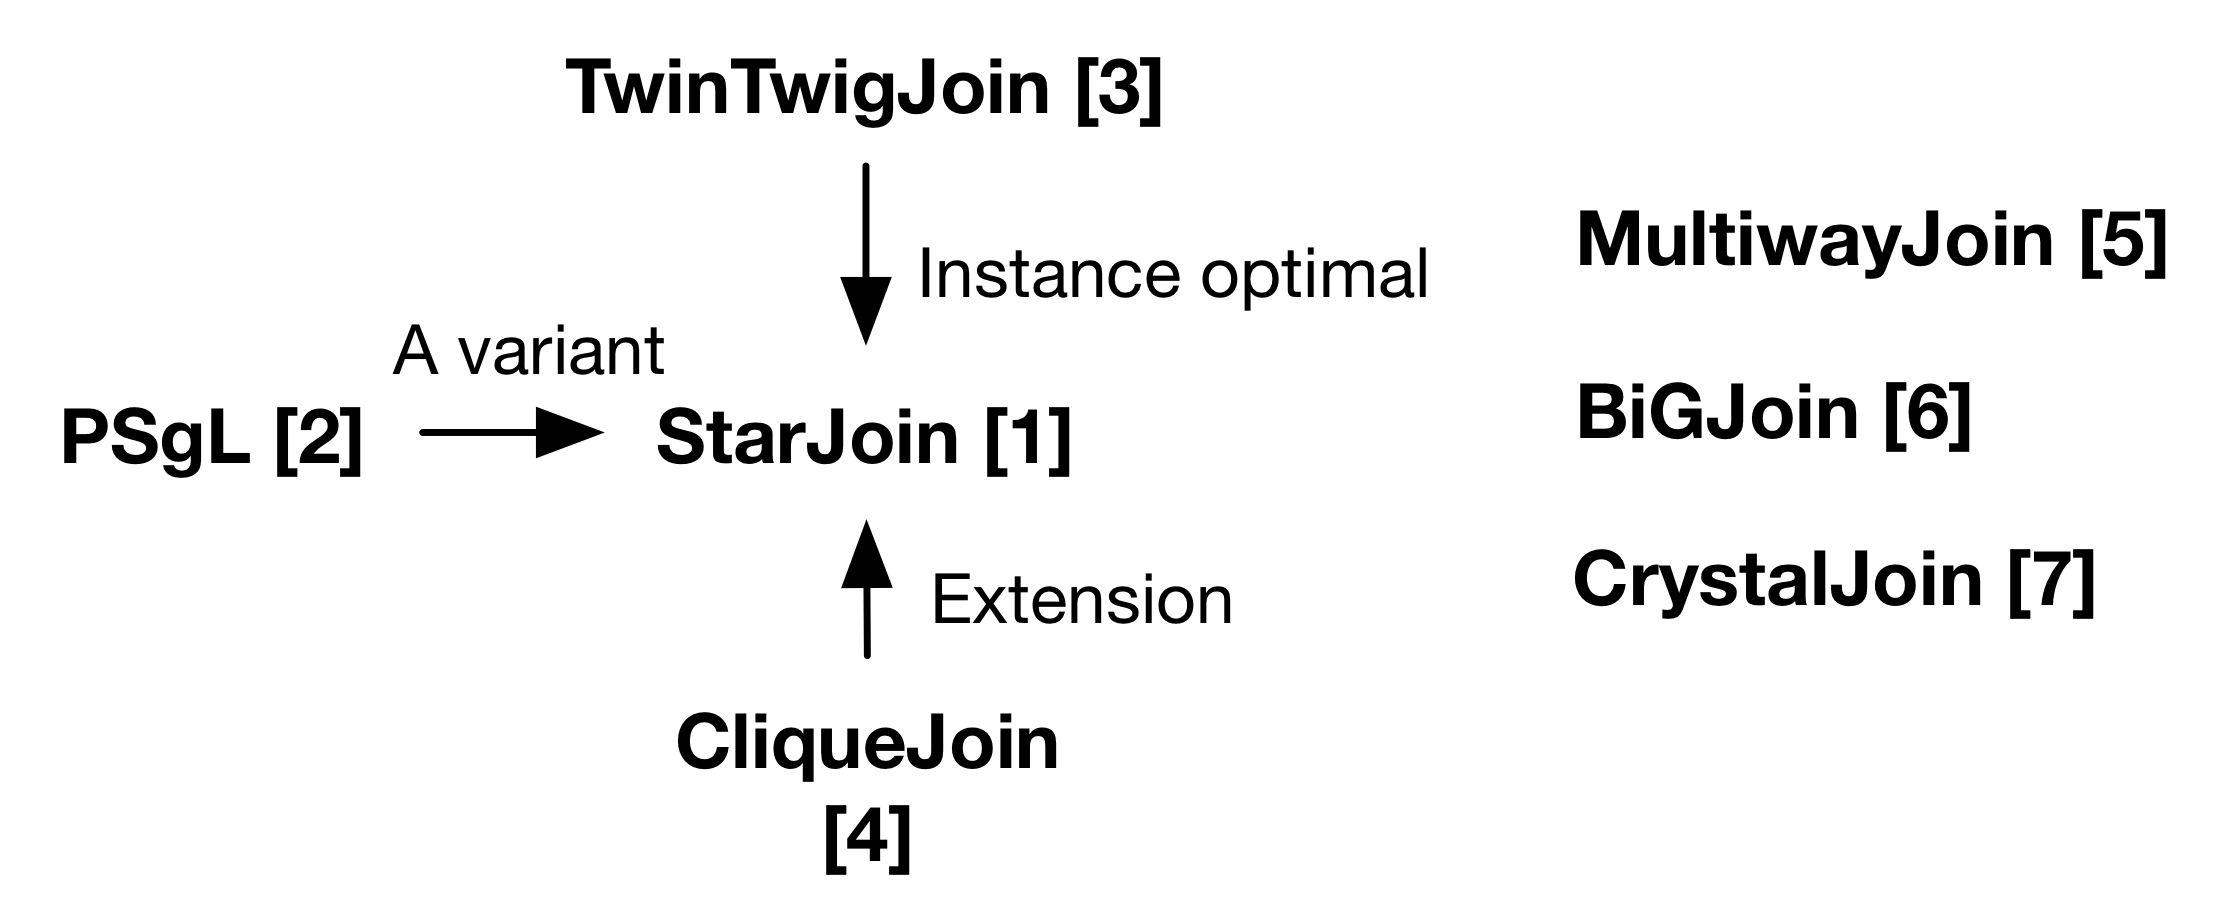 TwinTwigJoin [3]
Instance optimal
A variant
PSgL [2]
StarJoin [1]
Extension
CliqueJoin
[4]
MultiwayJoin [5]
BiGJoin [6]
CrystalJoin [7]